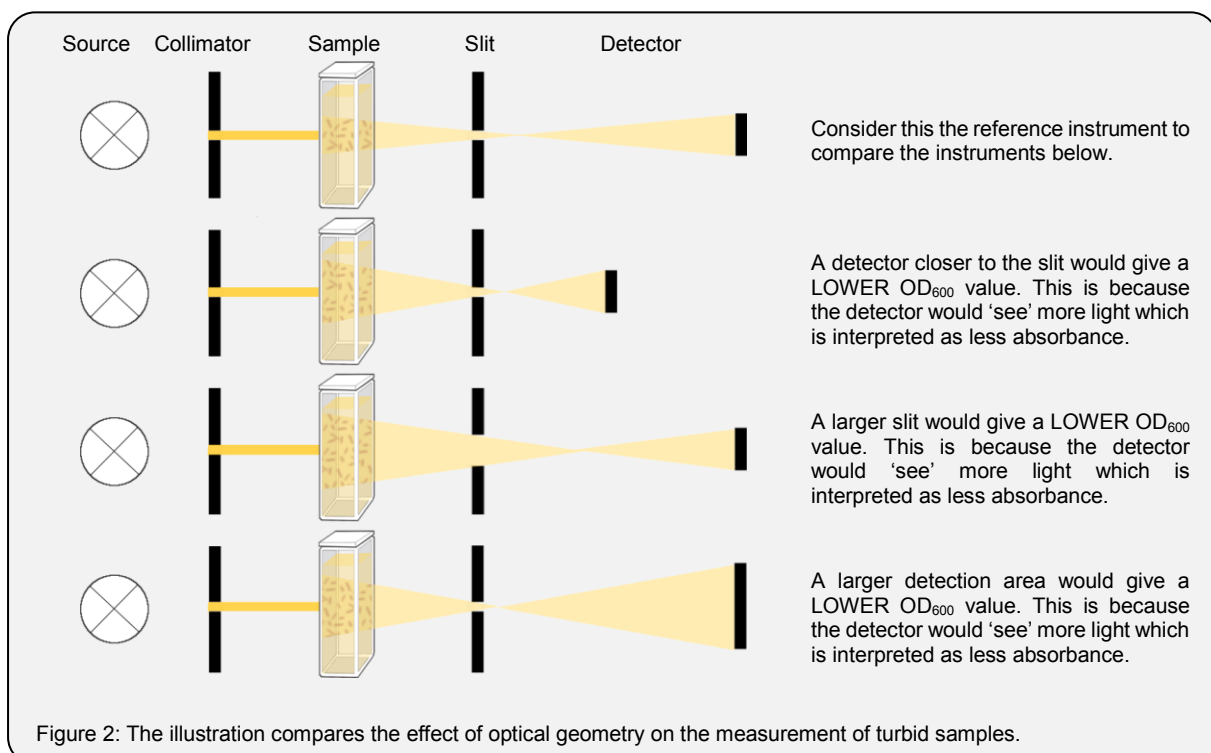 Source Collimator Sample Slit Detector
Consider this the reference instrument to
compare the instruments below.
A detector closer to the slit would give a
LOWER OD₆₀₀ value. This is because
the detector would ‘see’ more light which
is interpreted as less absorbance.
A larger slit would give a LOWER OD₆₀₀
value. This is because the detector
would ‘see’ more light which is
interpreted as less absorbance.
A larger detection area would give a
LOWER OD₆₀₀ value. This is because
the detector would ‘see’ more light which
is interpreted as less absorbance.
Figure 2: The illustration compares the effect of optical geometry on the measurement of turbid samples.